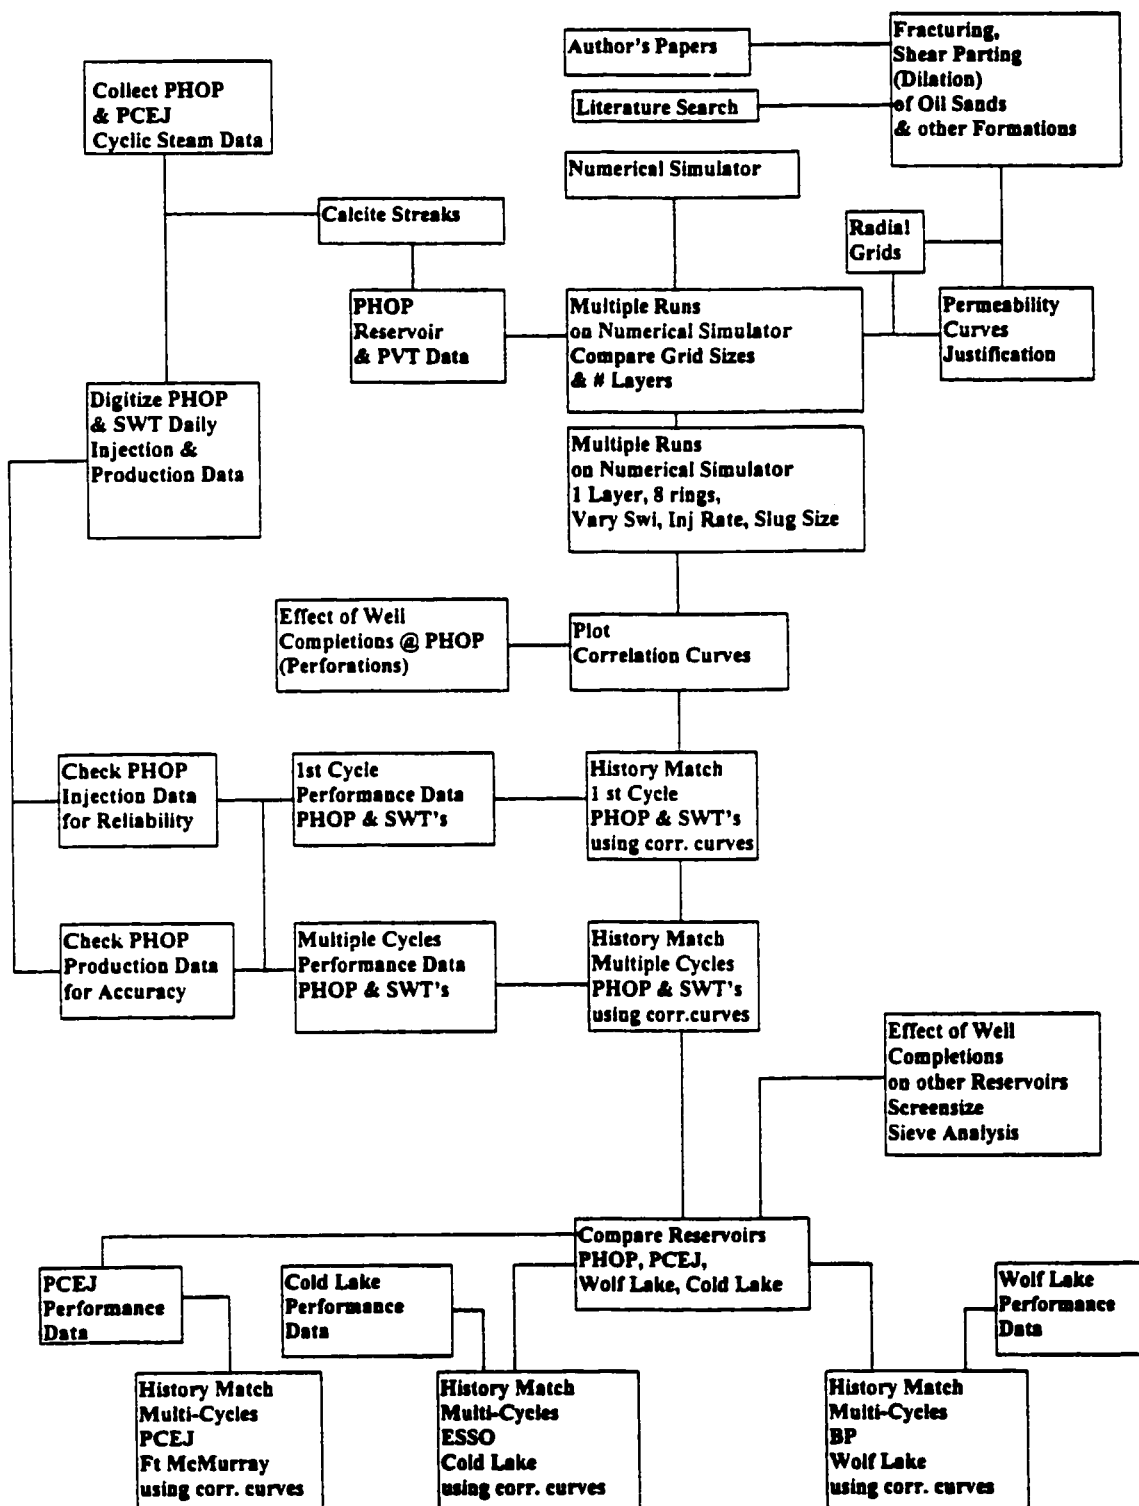 Author's Papers
Literature Search
Fracturing,
Shear Parting
(Dilation)
of Oil Sands
& other Formations
Collect PHOP
& PCEJ
Cyclic Steam Data
Numerical Simulator
Calcite Streaks
Radial
Grids
PHOP
Reservoir
& PVT Data
Multiple Runs
on Numerical Simulator
Compare Grid Sizes
& # Layers
Permeability
Curves
Justification
Digitize PHOP
& SWT Daily
Injection &
Production Data
Multiple Runs
on Numerical Simulator
1 Layer, 8 rings,
Vary Swi, Inj Rate, Slug Size
Effect of Well
Completions @ PHOP
(Perforations)
Plot
Correlation Curves
Check PHOP
Injection Data
for Reliability
1st Cycle
Performance Data
PHOP & SWT's
History Match
1 st Cycle
PHOP & SWT's
using corr. curves
Check PHOP
Production Data
for Accuracy
Multiple Cycles
Performance Data
PHOP & SWT's
History Match
Multiple Cycles
PHOP & SWT's
using corr.curves
Effect of Well
Completions
on other Reservoirs
Screensize
Sieve Analysis
Compare Reservoirs
PHOP, PCEJ,
Wolf Lake, Cold Lake
PCEJ
Performance
Data
Cold Lake
Performance
Data
Wolf Lake
Performance
Data
History Match
Multi-Cycles
PCEJ
Ft McMurray
using corr. curves
History Match
Multi-Cycles
ESSO
Cold Lake
using corr. curves
History Match
Multi-Cycles
BP
Wolf Lake
using corr. curves